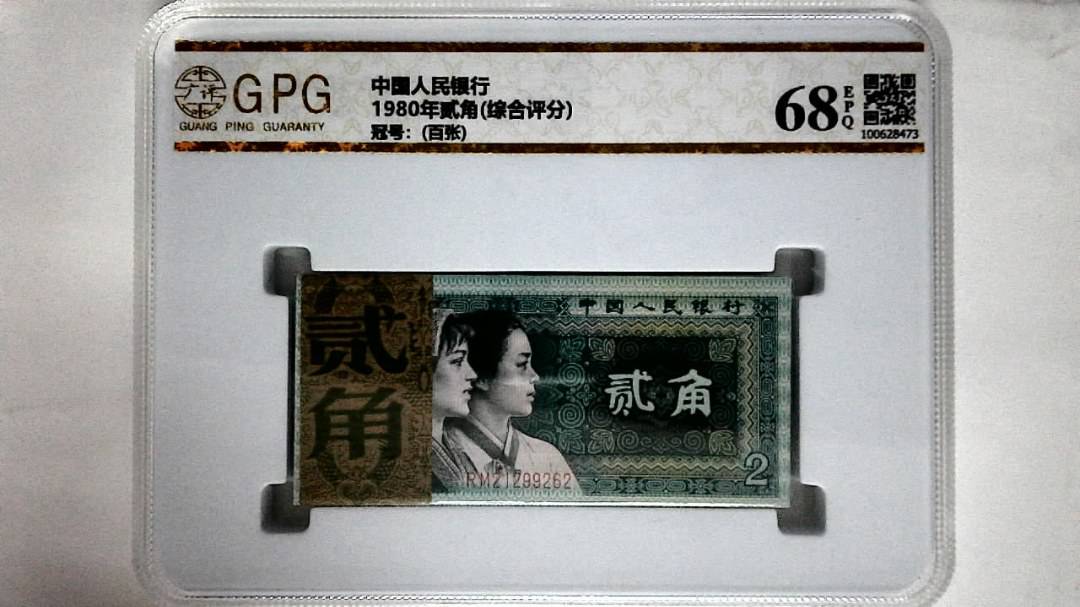 GPG
GUANG PING GUARANTY
中国人民银行
1980年贰角(综合评分)
冠号：(百张)
68
EPQ
100628473
贰角
中国人民银行
贰角
RMZ1299262
2